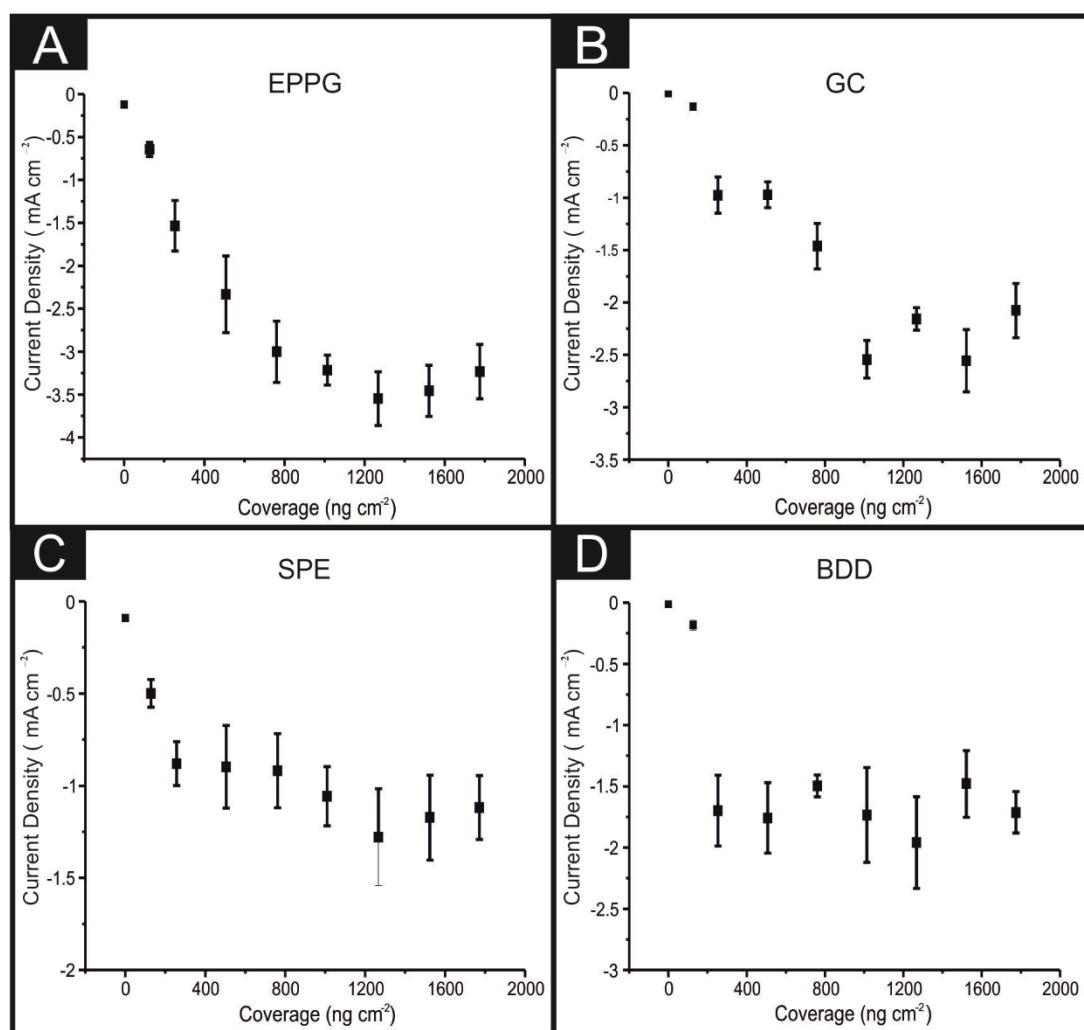 A
EPPG
Current Density ( mA cm⁻²)
0
-0.5
-1
-1.5
-2
-2.5
-3
-3.5
-4
0 400 800 1200 1600 2000
Coverage (ng cm⁻²)
B
GC
Current Density ( mA cm⁻²)
0
-0.5
-1
-1.5
-2
-2.5
-3
-3.5
0 400 800 1200 1600 2000
Coverage (ng cm⁻²)
C
SPE
Current Density ( mA cm⁻²)
0
-0.5
-1
-1.5
-2
0 400 800 1200 1600 2000
Coverage (ng cm⁻²)
D
BDD
Current Density ( mA cm⁻²)
0
-0.5
-1
-1.5
-2
-2.5
-3
0 400 800 1200 1600 2000
Coverage (ng cm⁻²)